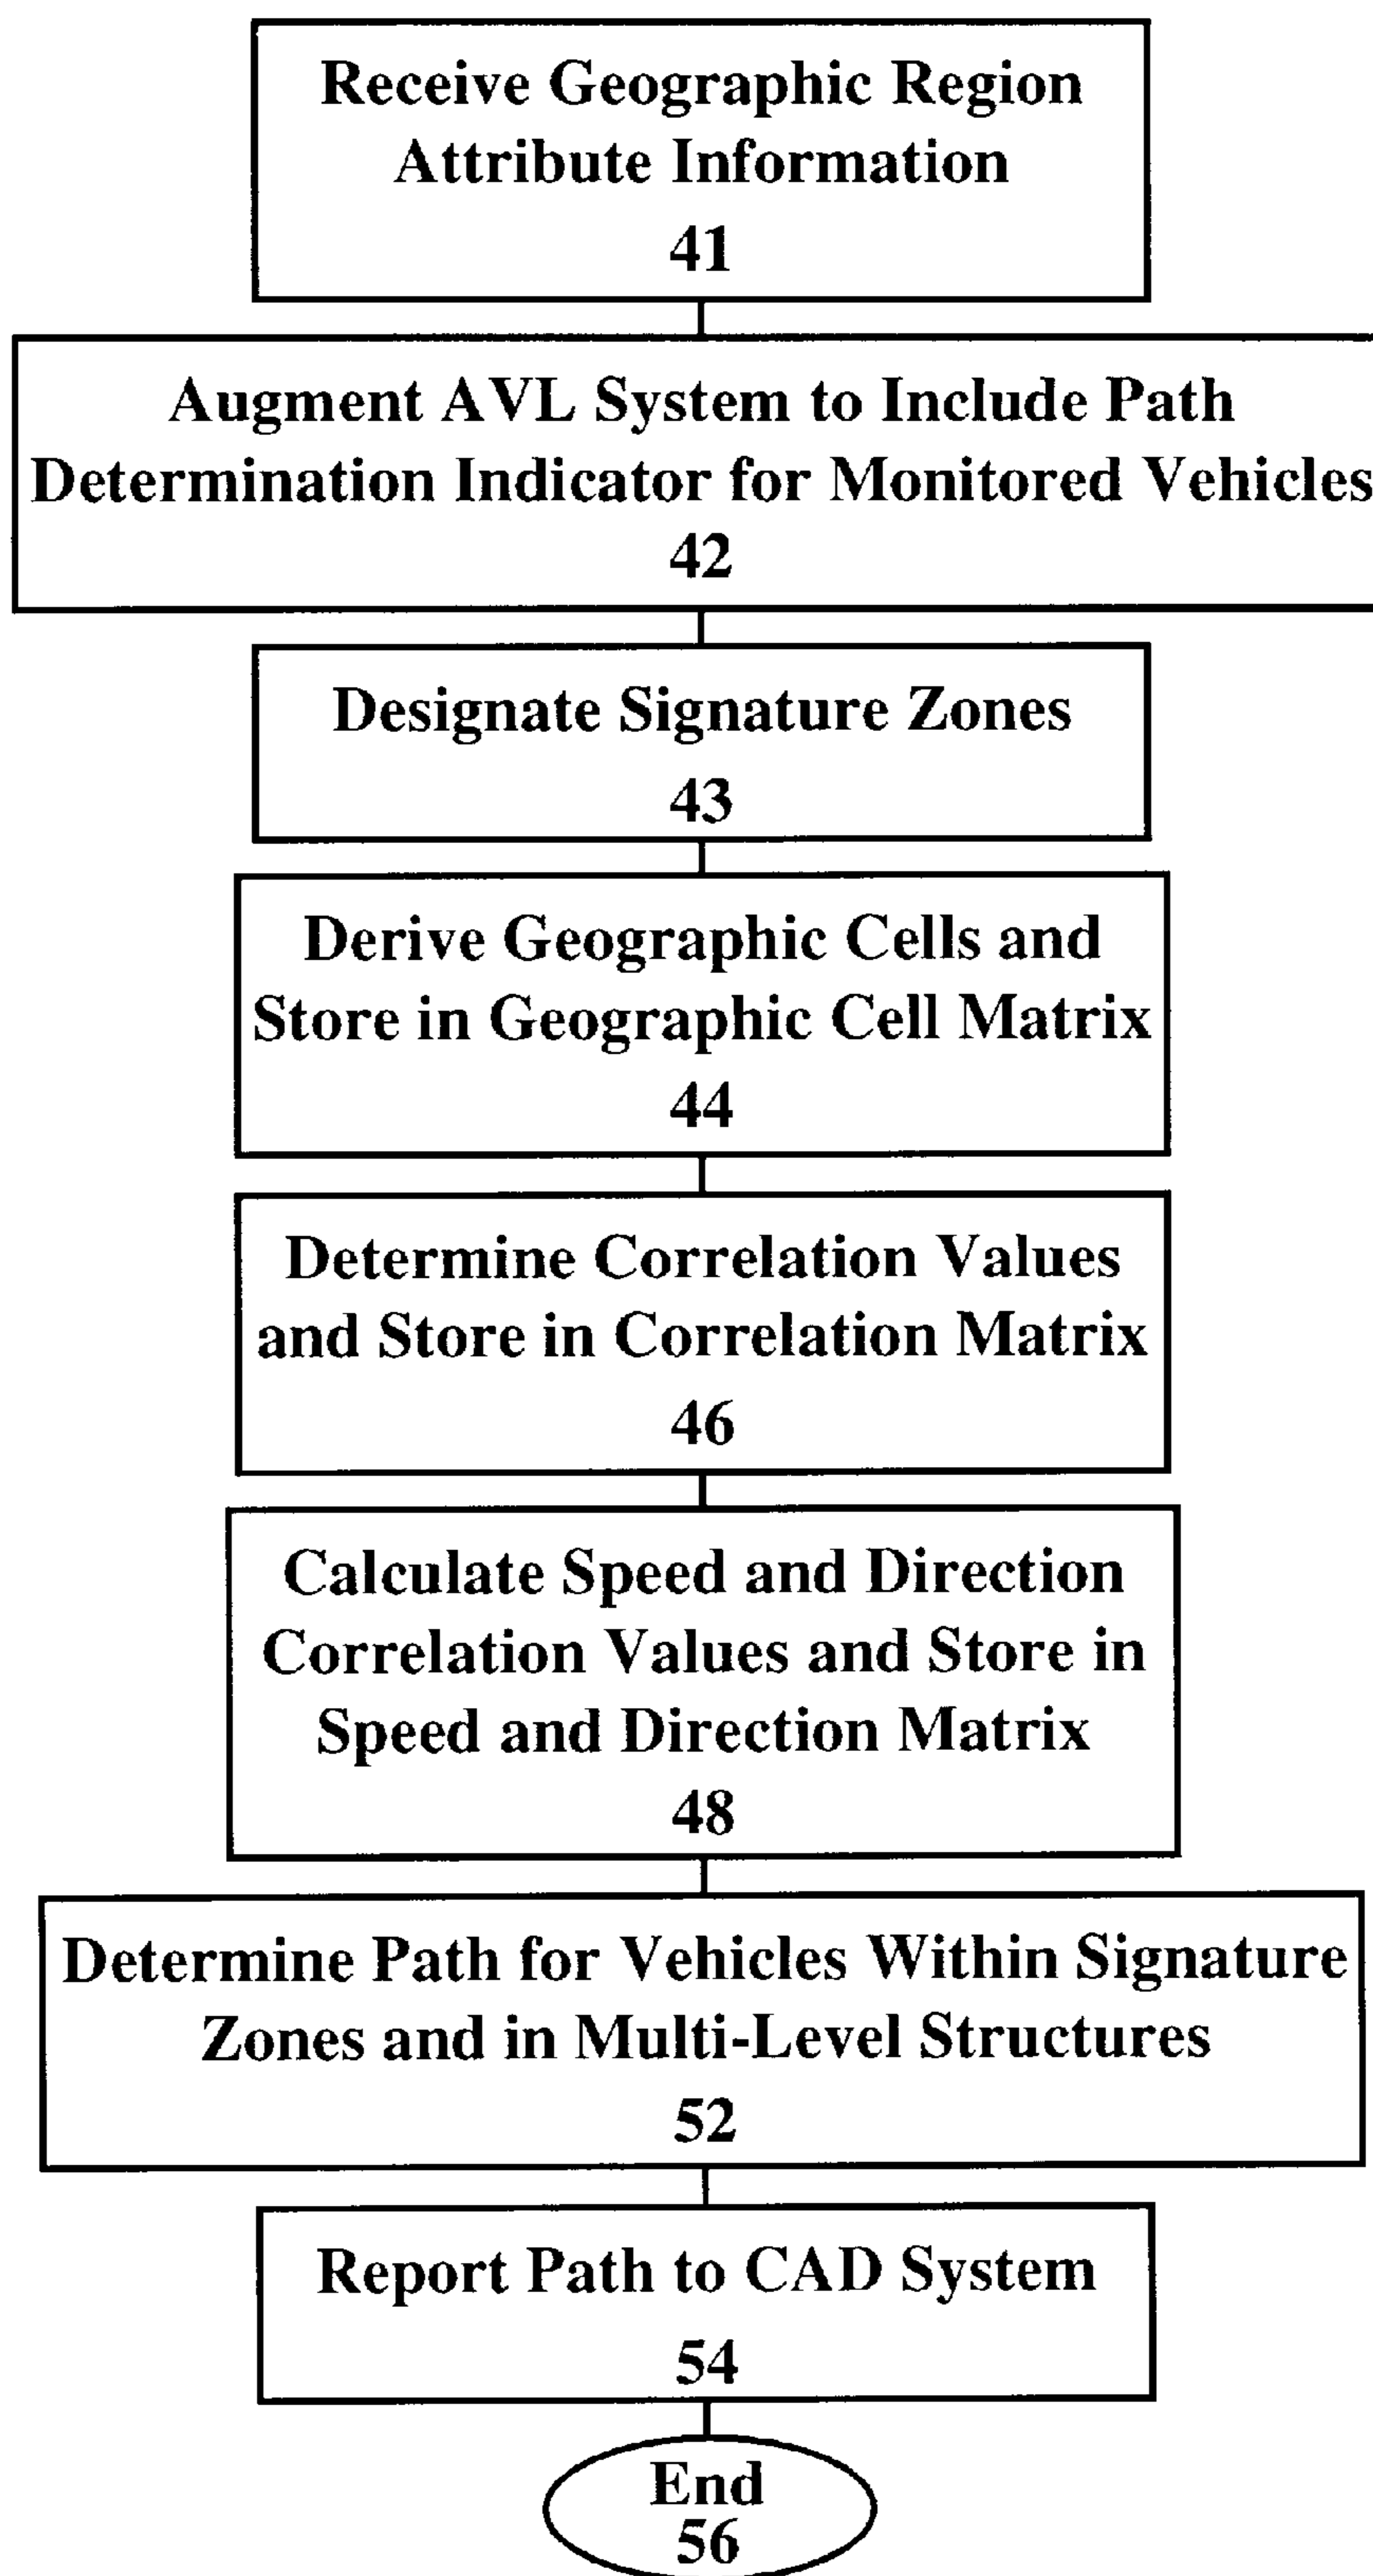 Receive Geographic Region
Attribute Information
41
Augment AVL System to Include Path
Determination Indicator for Monitored Vehicles
42
Designate Signature Zones
43
Derive Geographic Cells and
Store in Geographic Cell Matrix
44
Determine Correlation Values
and Store in Correlation Matrix
46
Calculate Speed and Direction
Correlation Values and Store in
Speed and Direction Matrix
48
Determine Path for Vehicles Within Signature
Zones and in Multi-Level Structures
52
Report Path to CAD System
54
End
56